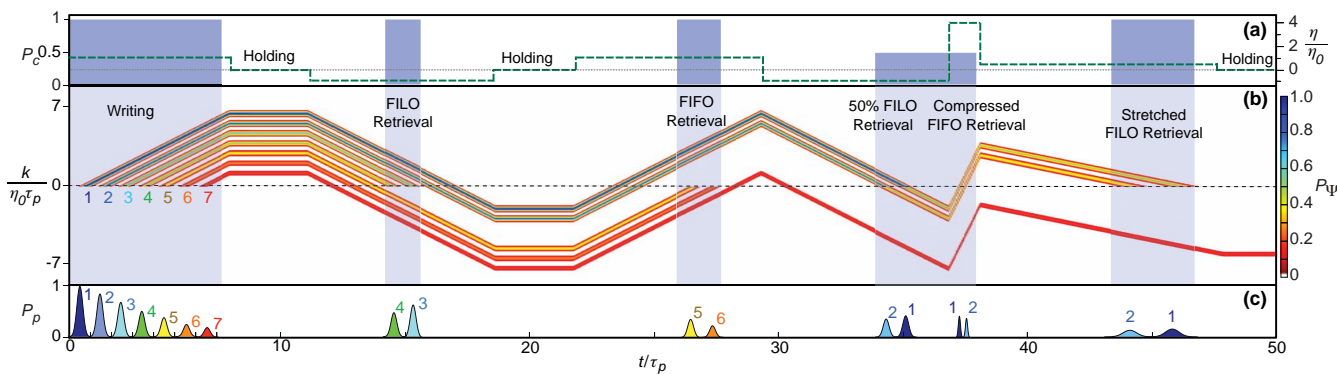 1
P_c
0.5
0
Holding
Holding
Holding
(a)
4
2
0
η/η_0
7
k/η_0τ_p
0
-7
Writing
FILO
Retrieval
FIFO
Retrieval
50% FILO
Retrieval
Compressed
FIFO Retrieval
Stretched
FILO Retrieval
(b)
1 2 3 4 5 6 7
1.0
0.8
0.6
0.4
0.2
0
P_Ψ
1
P_p
0
1 2 3 4 5 6 7
4 3
5 6
2 1
1 2
2 1
(c)
0 10 20 30 40 50
t/τ_p